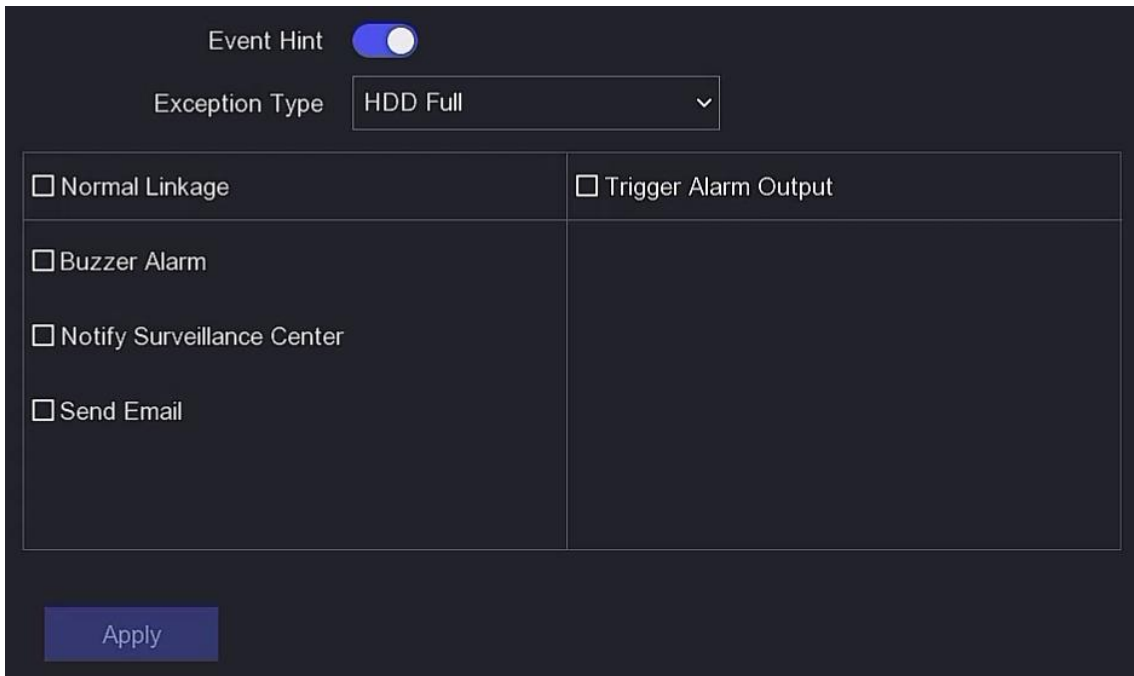 Event Hint
Exception Type HDD Full
Normal Linkage Trigger Alarm Output
Buzzer Alarm
Notify Surveillance Center
Send Email
Apply